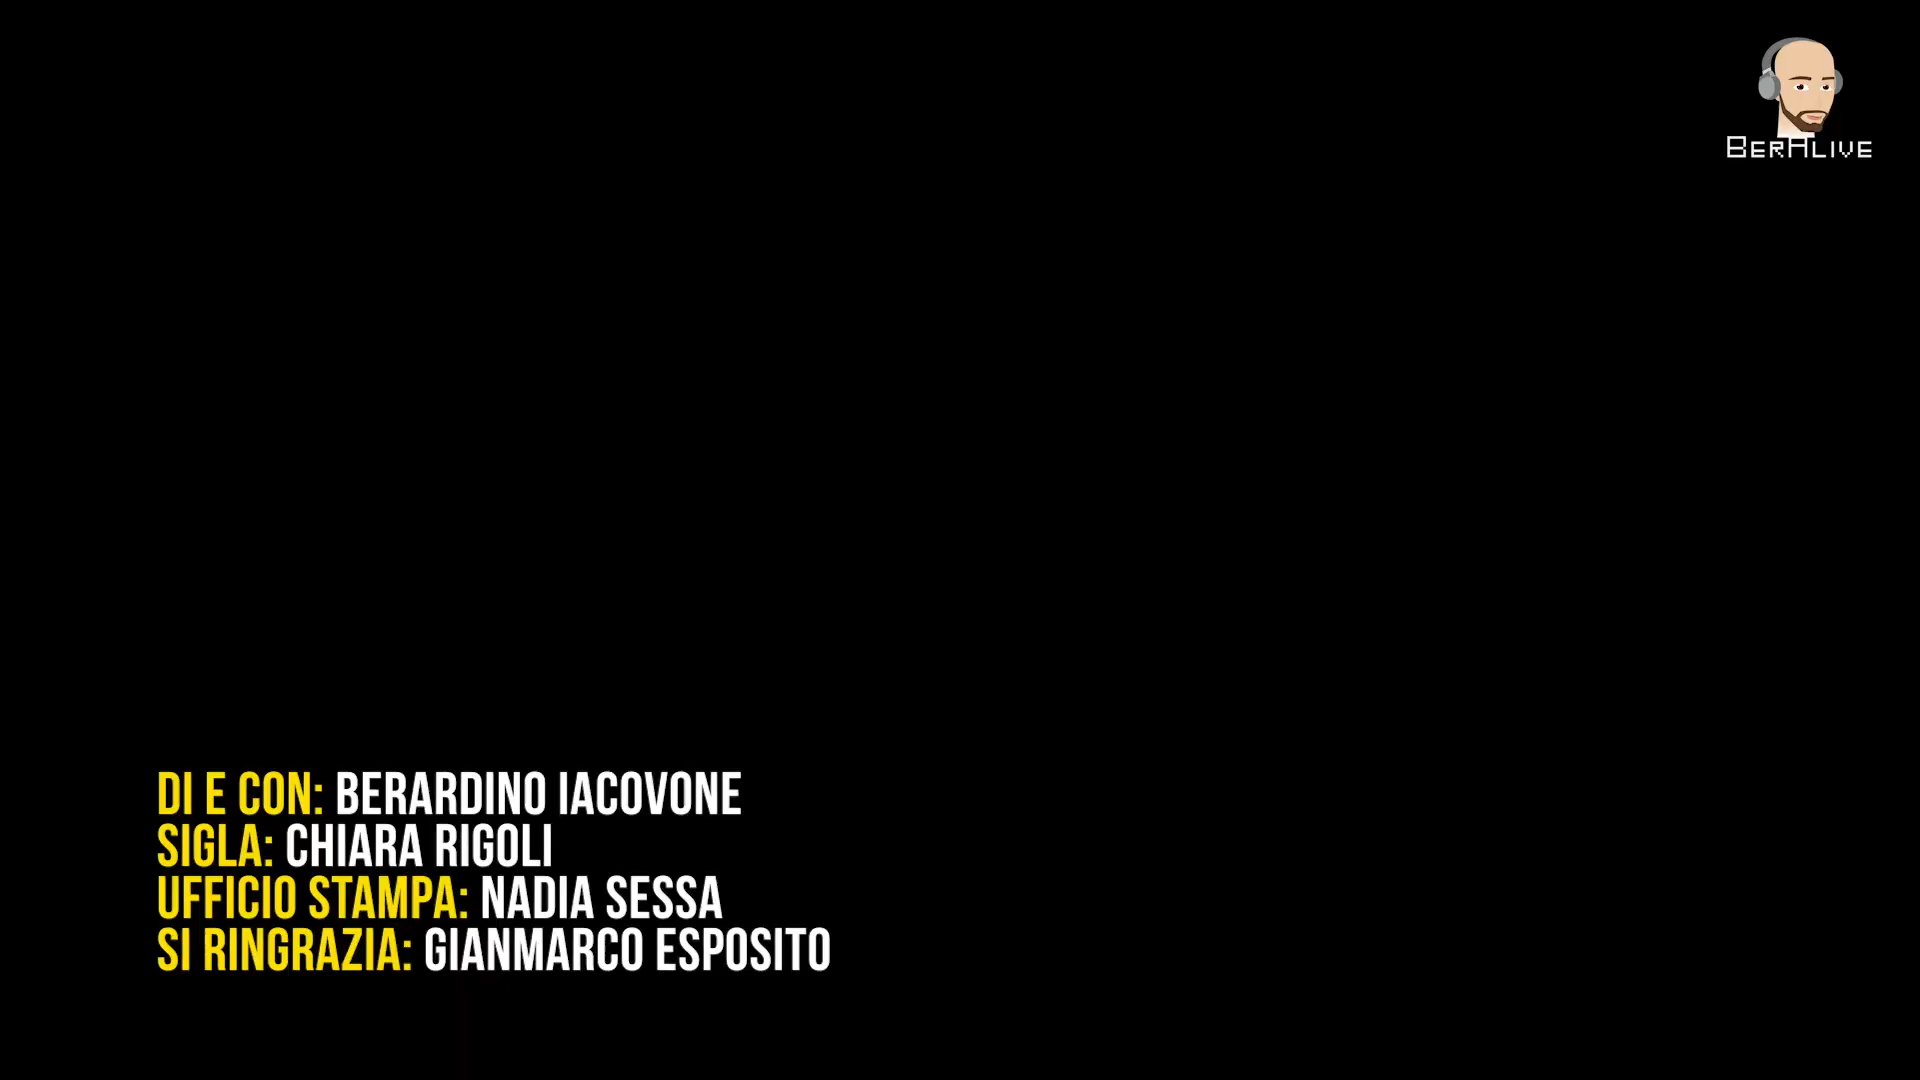 BERALIVE
DI E CON: BERARDINO IACOVONE
SIGLA: CHIARA RIGOLI
UFFICIO STAMPA: NADIA SESSA
SI RINGRAZIA: GIANMARCO ESPOSITO